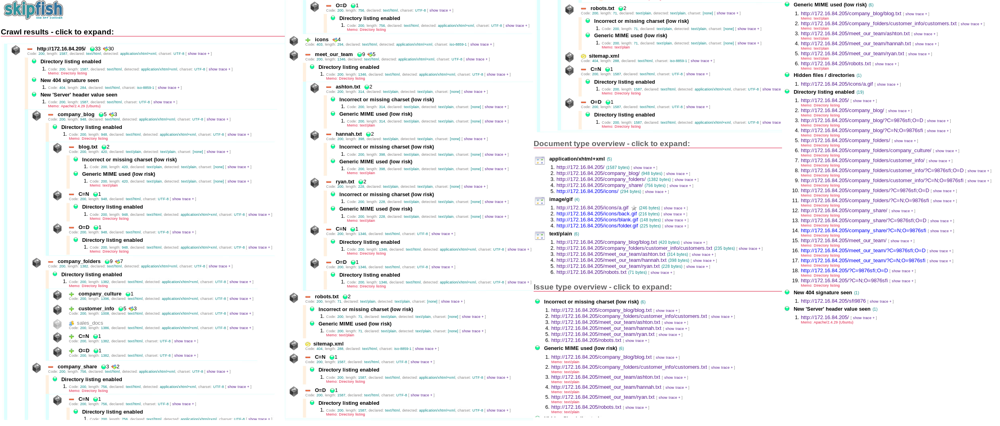 skipfish
WEB APP SCANNER
Crawl results - click to expand:
http://172.16.84.205/ 33 30
Code: 200, length: 1587, declared: text/html, detected: application/xhtml+xml, charset: UTF-8 [ show trace + ]
Directory listing enabled
1. Code: 200, length: 1587, declared: text/html, detected: application/xhtml+xml, charset: UTF-8 [ show trace + ]
Memo: Directory listing
New 404 signature seen
1. Code: 404, length: 284, declared: text/html, charset: iso-8859-1 [ show trace + ]
New 'Server' header value seen
1. Code: 200, length: 1587, declared: text/html, charset: UTF-8 [ show trace + ]
Memo: Apache/2.4.29 (Ubuntu)
company_blog 5 3
Code: 200, length: 948, declared: text/html, detected: application/xhtml+xml, charset: UTF-8 [ show trace + ]
Directory listing enabled
1. Code: 200, length: 948, declared: text/html, detected: application/xhtml+xml, charset: UTF-8 [ show trace + ]
Memo: Directory listing
blog.txt 2
Code: 200, length: 420, declared: text/plain, detected: text/plain, charset: [none] [ show trace + ]
Incorrect or missing charset (low risk)
1. Code: 200, length: 420, declared: text/plain, detected: text/plain, charset: [none] [ show trace + ]
Generic MIME used (low risk)
1. Code: 200, length: 420, declared: text/plain, detected: text/plain, charset: [none] [ show trace + ]
Memo: text/plain
C=N 1
Code: 200, length: 948, declared: text/html, charset: UTF-8 [ show trace + ]
Directory listing enabled
1. Code: 200, length: 948, declared: text/html, detected: application/xhtml+xml, charset: UTF-8 [ show trace + ]
Memo: Directory listing
O=D 1
Code: 200, length: 948, declared: text/html, charset: UTF-8 [ show trace + ]
Directory listing enabled
1. Code: 200, length: 948, declared: text/html, detected: application/xhtml+xml, charset: UTF-8 [ show trace + ]
Memo: Directory listing
company_folders 9 7
Code: 200, length: 1382, declared: text/html, detected: application/xhtml+xml, charset: UTF-8 [ show trace + ]
Directory listing enabled
1. Code: 200, length: 1382, declared: text/html, detected: application/xhtml+xml, charset: UTF-8 [ show trace + ]
Memo: Directory listing
company_culture 1
Code: 200, length: 1396, declared: text/html, detected: application/xhtml+xml, charset: UTF-8 [ show trace + ]
customer_info 5 3
Code: 200, length: 1008, declared: text/html, detected: application/xhtml+xml, charset: UTF-8 [ show trace + ]
sales_docs
Code: 200, length: 1386, declared: text/html, detected: application/xhtml+xml, charset: UTF-8 [ show trace + ]
C=N 1
Code: 200, length: 1382, declared: text/html, charset: UTF-8 [ show trace + ]
O=D 1
Code: 200, length: 1382, declared: text/html, charset: UTF-8 [ show trace + ]
company_share 3 2
Code: 200, length: 756, declared: text/html, detected: application/xhtml+xml, charset: UTF-8 [ show trace + ]
Directory listing enabled
1. Code: 200, length: 756, declared: text/html, detected: application/xhtml+xml, charset: UTF-8 [ show trace + ]
Memo: Directory listing
C=N 1
Code: 200, length: 756, declared: text/html, charset: UTF-8 [ show trace + ]
Directory listing enabled
1. Code: 200, length: 756, declared: text/html, detected: application/xhtml+xml, charset: UTF-8 [ show trace + ]
O=D 1
Code: 200, length: 756, declared: text/html, charset: UTF-8 [ show trace + ]
Directory listing enabled
1. Code: 200, length: 756, declared: text/html, detected: application/xhtml+xml, charset: UTF-8 [ show trace + ]
Memo: Directory listing
icons 4
Code: 403, length: 294, declared: text/html, detected: application/xhtml+xml, charset: iso-8859-1 [ show trace + ]
meet_our_team 9 5
Code: 200, length: 1346, declared: text/html, detected: application/xhtml+xml, charset: UTF-8 [ show trace + ]
Directory listing enabled
1. Code: 200, length: 1346, declared: text/html, detected: application/xhtml+xml, charset: UTF-8 [ show trace + ]
Memo: Directory listing
ashton.txt 2
Code: 200, length: 314, declared: text/plain, detected: text/plain, charset: [none] [ show trace + ]
Incorrect or missing charset (low risk)
1. Code: 200, length: 314, declared: text/plain, detected: text/plain, charset: [none] [ show trace + ]
Generic MIME used (low risk)
1. Code: 200, length: 314, declared: text/plain, detected: text/plain, charset: [none] [ show trace + ]
Memo: text/plain
hannah.txt 2
Code: 200, length: 398, declared: text/plain, detected: text/plain, charset: [none] [ show trace + ]
Incorrect or missing charset (low risk)
1. Code: 200, length: 398, declared: text/plain, detected: text/plain, charset: [none] [ show trace + ]
Generic MIME used (low risk)
1. Code: 200, length: 398, declared: text/plain, detected: text/plain, charset: [none] [ show trace + ]
Memo: text/plain
ryan.txt 2
Code: 200, length: 228, declared: text/plain, detected: text/plain, charset: [none] [ show trace + ]
Incorrect or missing charset (low risk)
1. Code: 200, length: 228, declared: text/plain, detected: text/plain, charset: [none] [ show trace + ]
Generic MIME used (low risk)
1. Code: 200, length: 228, declared: text/plain, detected: text/plain, charset: [none] [ show trace + ]
Memo: text/plain
C=N 1
Code: 200, length: 1346, declared: text/html, charset: UTF-8 [ show trace + ]
Directory listing enabled
1. Code: 200, length: 1346, declared: text/html, detected: application/xhtml+xml, charset: UTF-8 [ show trace + ]
Memo: Directory listing
O=D 1
Code: 200, length: 1346, declared: text/html, charset: UTF-8 [ show trace + ]
Directory listing enabled
1. Code: 200, length: 1346, declared: text/html, detected: application/xhtml+xml, charset: UTF-8 [ show trace + ]
Memo: Directory listing
robots.txt 2
Code: 200, length: 71, declared: text/plain, detected: text/plain, charset: [none] [ show trace + ]
Incorrect or missing charset (low risk)
1. Code: 200, length: 71, declared: text/plain, detected: text/plain, charset: [none] [ show trace + ]
Generic MIME used (low risk)
1. Code: 200, length: 71, declared: text/plain, detected: text/plain, charset: [none] [ show trace + ]
Memo: text/plain
sitemap.xml
Code: 404, length: 288, declared: text/html, charset: iso-8859-1 [ show trace + ]
C=N 1
Code: 200, length: 1587, declared: text/html, charset: UTF-8 [ show trace + ]
Directory listing enabled
1. Code: 200, length: 1587, declared: text/html, detected: application/xhtml+xml, charset: UTF-8 [ show trace + ]
Memo: Directory listing
O=D 1
Code: 200, length: 1587, declared: text/html, charset: UTF-8 [ show trace + ]
Directory listing enabled
1. Code: 200, length: 1587, declared: text/html, detected: application/xhtml+xml, charset: UTF-8 [ show trace + ]
Memo: Directory listing
robots.txt 2
Code: 200, length: 71, declared: text/plain, detected: text/plain, charset: [none] [ show trace + ]
Incorrect or missing charset (low risk)
1. Code: 200, length: 71, declared: text/plain, detected: text/plain, charset: [none] [ show trace + ]
Generic MIME used (low risk)
1. Code: 200, length: 71, declared: text/plain, detected: text/plain, charset: [none] [ show trace + ]
Memo: text/plain
sitemap.xml
Code: 404, length: 288, declared: text/html, charset: iso-8859-1 [ show trace + ]
C=N 1
Code: 200, length: 1587, declared: text/html, charset: UTF-8 [ show trace + ]
Directory listing enabled
1. Code: 200, length: 1587, declared: text/html, detected: application/xhtml+xml, charset: UTF-8 [ show trace
Memo: Directory listing
O=D 1
Code: 200, length: 1587, declared: text/html, charset: UTF-8 [ show trace + ]
Directory listing enabled
1. Code: 200, length: 1587, declared: text/html, detected: application/xhtml+xml, charset: UTF-8 [ show trace
Memo: Directory listing
Document type overview - click to expand:
application/xhtml+xml (5)
1. http://172.16.84.205/ (1587 bytes) [ show trace + ]
2. http://172.16.84.205/company_blog/ (948 bytes) [ show trace + ]
3. http://172.16.84.205/company_folders/ (1382 bytes) [ show trace + ]
4. http://172.16.84.205/company_share/ (756 bytes) [ show trace + ]
5. http://172.16.84.205/icons/ (294 bytes) [ show trace + ]
image/gif (4)
1. http://172.16.84.205/icons/a.gif (246 bytes) [ show trace + ]
2. http://172.16.84.205/icons/back.gif (216 bytes) [ show trace + ]
3. http://172.16.84.205/icons/blank.gif (148 bytes) [ show trace + ]
4. http://172.16.84.205/icons/folder.gif (225 bytes) [ show trace + ]
text/plain (6)
1. http://172.16.84.205/company_blog/blog.txt (420 bytes) [ show trace + ]
2. http://172.16.84.205/company_folders/customer_info/customers.txt (235 bytes) [ show trace + ]
3. http://172.16.84.205/meet_our_team/ashton.txt (314 bytes) [ show trace + ]
4. http://172.16.84.205/meet_our_team/hannah.txt (398 bytes) [ show trace + ]
5. http://172.16.84.205/meet_our_team/ryan.txt (228 bytes) [ show trace + ]
6. http://172.16.84.205/robots.txt (71 bytes) [ show trace + ]
Issue type overview - click to expand:
Incorrect or missing charset (low risk) (6)
1. http://172.16.84.205/company_blog/blog.txt [ show trace + ]
2. http://172.16.84.205/company_folders/customer_info/customers.txt [ show trace + ]
3. http://172.16.84.205/meet_our_team/ashton.txt [ show trace + ]
4. http://172.16.84.205/meet_our_team/hannah.txt [ show trace + ]
5. http://172.16.84.205/meet_our_team/ryan.txt [ show trace + ]
6. http://172.16.84.205/robots.txt [ show trace + ]
Generic MIME used (low risk) (6)
1. http://172.16.84.205/company_blog/blog.txt [ show trace + ]
Memo: text/plain
2. http://172.16.84.205/company_folders/customer_info/customers.txt [ show trace + ]
Memo: text/plain
3. http://172.16.84.205/meet_our_team/ashton.txt [ show trace + ]
Memo: text/plain
4. http://172.16.84.205/meet_our_team/hannah.txt [ show trace + ]
Memo: text/plain
5. http://172.16.84.205/meet_our_team/ryan.txt [ show trace + ]
Memo: text/plain
6. http://172.16.84.205/robots.txt [ show trace + ]
Memo: text/plain
Generic MIME used (low risk) (6)
1. http://172.16.84.205/company_blog/blog.txt [ show trace + ]
Memo: text/plain
2. http://172.16.84.205/company_folders/customer_info/customers.txt [ show trace + ]
Memo: text/plain
3. http://172.16.84.205/meet_our_team/ashton.txt [ show trace + ]
Memo: text/plain
4. http://172.16.84.205/meet_our_team/hannah.txt [ show trace + ]
Memo: text/plain
5. http://172.16.84.205/meet_our_team/ryan.txt [ show trace + ]
Memo: text/plain
6. http://172.16.84.205/robots.txt [ show trace + ]
Memo: text/plain
Hidden files / directories (1)
1. http://172.16.84.205/icons/a.gif [ show trace + ]
Directory listing enabled (19)
1. http://172.16.84.205/ [ show trace + ]
Memo: Directory listing
2. http://172.16.84.205/company_blog/ [ show trace + ]
Memo: Directory listing
3. http://172.16.84.205/company_blog/?C=9876sfi;O=D [ show trace + ]
Memo: Directory listing
4. http://172.16.84.205/company_blog/?C=N;O=9876sfi [ show trace + ]
Memo: Directory listing
5. http://172.16.84.205/company_folders/ [ show trace + ]
Memo: Directory listing
6. http://172.16.84.205/company_folders/company_culture/ [ show trace + ]
Memo: Directory listing
7. http://172.16.84.205/company_folders/customer_info/ [ show trace + ]
Memo: Directory listing
8. http://172.16.84.205/company_folders/customer_info/?C=9876sfi;O=D [ show trace + ]
Memo: Directory listing
9. http://172.16.84.205/company_folders/customer_info/?C=N;O=9876sfi [ show trace + ]
Memo: Directory listing
10. http://172.16.84.205/company_folders/?C=9876sfi;O=D [ show trace + ]
Memo: Directory listing
11. http://172.16.84.205/company_folders/?C=N;O=9876sfi [ show trace + ]
Memo: Directory listing
12. http://172.16.84.205/company_share/ [ show trace + ]
Memo: Directory listing
13. http://172.16.84.205/company_share/?C=9876sfi;O=D [ show trace + ]
Memo: Directory listing
14. http://172.16.84.205/company_share/?C=N;O=9876sfi [ show trace + ]
Memo: Directory listing
15. http://172.16.84.205/meet_our_team/ [ show trace + ]
Memo: Directory listing
16. http://172.16.84.205/meet_our_team/?C=9876sfi;O=D [ show trace + ]
Memo: Directory listing
17. http://172.16.84.205/meet_our_team/?C=N;O=9876sfi [ show trace + ]
Memo: Directory listing
18. http://172.16.84.205/?C=9876sfi;O=D [ show trace + ]
Memo: Directory listing
19. http://172.16.84.205/?C=N;O=9876sfi [ show trace + ]
Memo: Directory listing
New 404 signature seen (1)
1. http://172.16.84.205/sfi9876 [ show trace + ]
New 'Server' header value seen (1)
1. http://172.16.84.205/ [ show trace + ]
Memo: Apache/2.4.29 (Ubuntu)